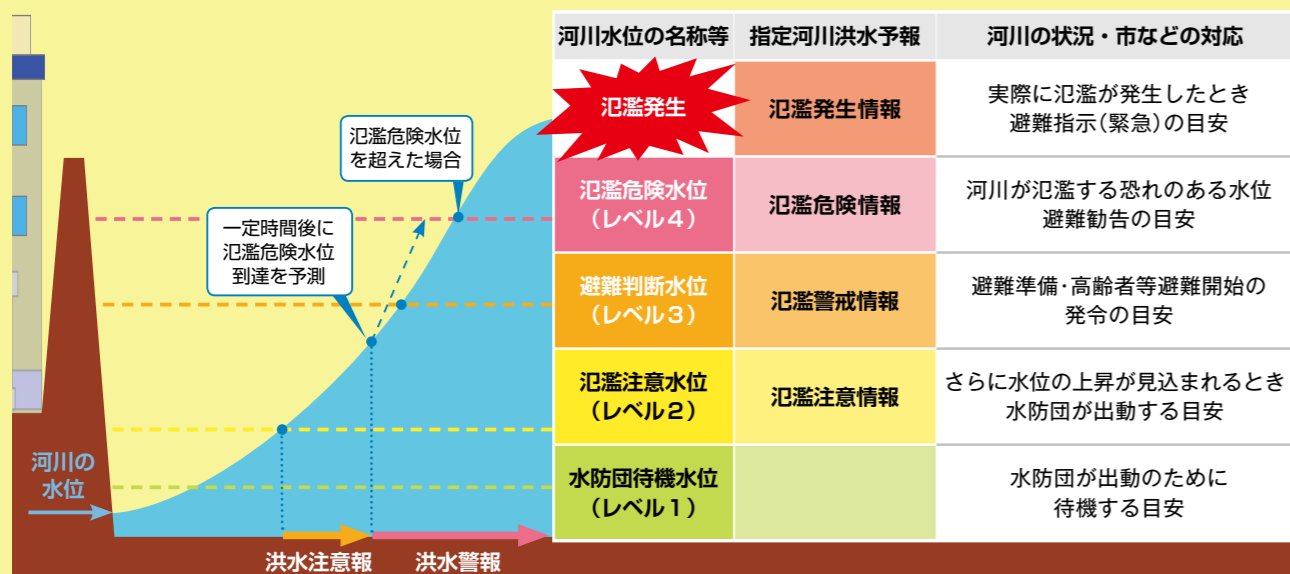 河川水位の名称等
指定河川洪水予報
河川の状況・市などの対応
氾濫発生
氾濫発生情報
実際に氾濫が発生したとき
避難指示(緊急)の目安
氾濫危険水位
(レベル4)
氾濫危険情報
河川が氾濫する恐れのある水位
避難勧告の目安
避難判断水位
(レベル3)
氾濫警戒情報
避難準備・高齢者等避難開始の
発令の目安
氾濫注意水位
(レベル2)
氾濫注意情報
さらに水位の上昇が見込まれるとき
水防団が出動する目安
水防団待機水位
(レベル1)
水防団が出動のために
待機する目安
氾濫危険水位
を超えた場合
一定時間後に
氾濫危険水位
到達を予測
河川の
水位
洪水注意報
洪水警報